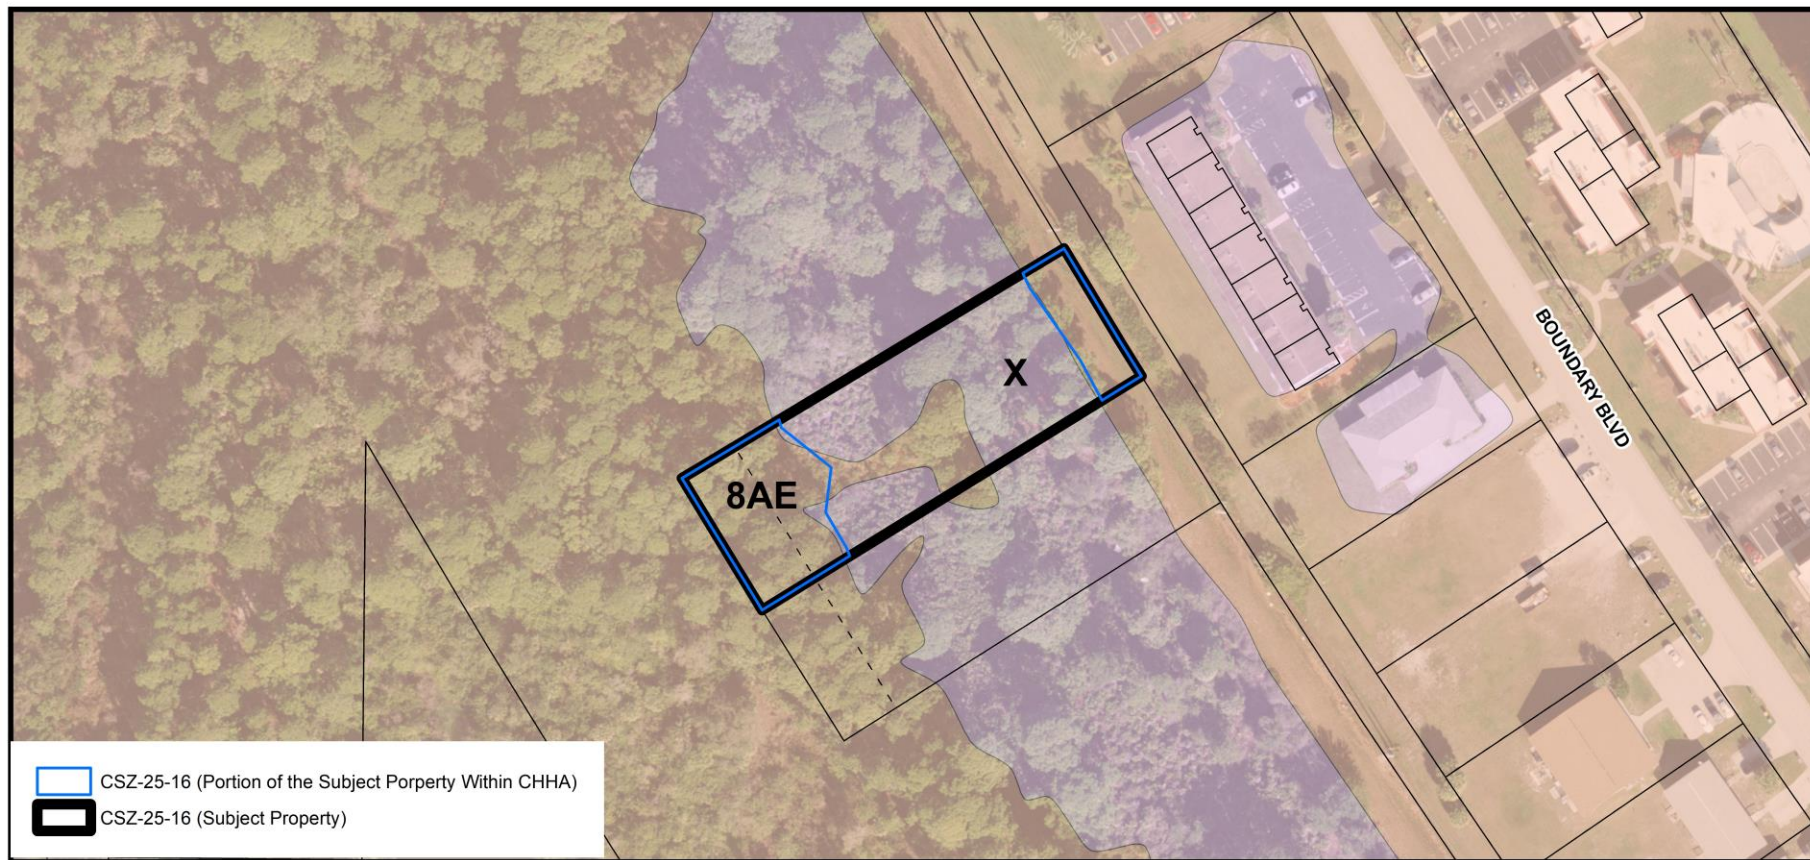 X
8AE
BOUNDARY BLVD
CSZ-25-16 (Portion of the Subject Porperty Within CHHA)
CSZ-25-16 (Subject Property)